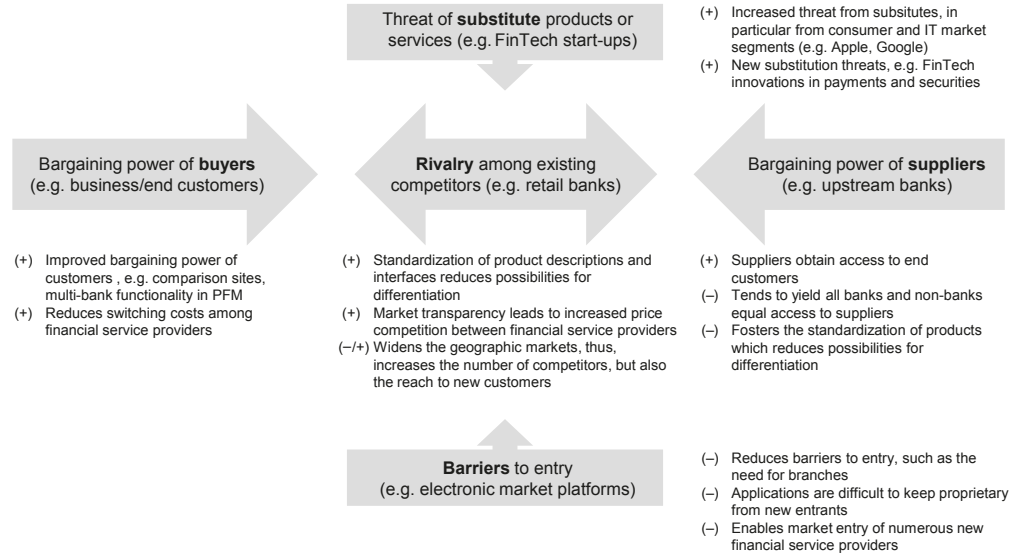 Threat of substitute products or
services (e.g. FinTech start-ups)
(+) Increased threat from subsitutes, in
particular from consumer and IT market
segments (e.g. Apple, Google)
(+) New substitution threats, e.g. FinTech
innovations in payments and securities
Bargaining power of buyers
(e.g. business/end customers)
Rivalry among existing
competitors (e.g. retail banks)
Bargaining power of suppliers
(e.g. upstream banks)
(+) Improved bargaining power of
customers , e.g. comparison sites,
multi-bank functionality in PFM
(+) Reduces switching costs among
financial service providers
(+) Standardization of product descriptions and
interfaces reduces possibilities for
differentiation
(+) Market transparency leads to increased price
competition between financial service providers
(–/+) Widens the geographic markets, thus,
increases the number of competitors, but also
the reach to new customers
(+) Suppliers obtain access to end
customers
(–) Tends to yield all banks and non-banks
equal access to suppliers
(–) Fosters the standardization of products
which reduces possibilities for
differentiation
Barriers to entry
(e.g. electronic market platforms)
(–) Reduces barriers to entry, such as the
need for branches
(–) Applications are difficult to keep proprietary
from new entrants
(–) Enables market entry of numerous new
financial service providers